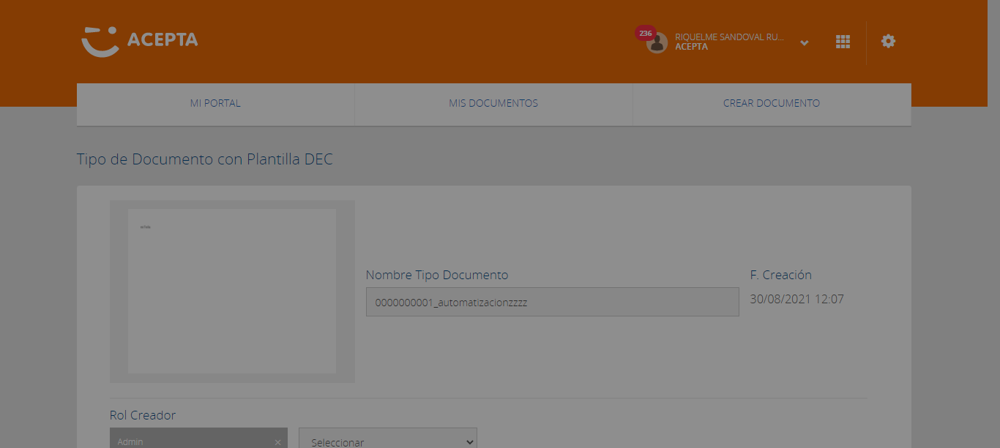 ACEPTA
236
RIQUELME SANDOVAL RU...
ACEPTA
MI PORTAL
MIS DOCUMENTOS
CREAR DOCUMENTO
Tipo de Documento con Plantilla DEC
Nombre Tipo Documento
F. Creación
0000000001_automatizacionzzzz
30/08/2021 12:07
Rol Creador
Admin ×
Seleccionar